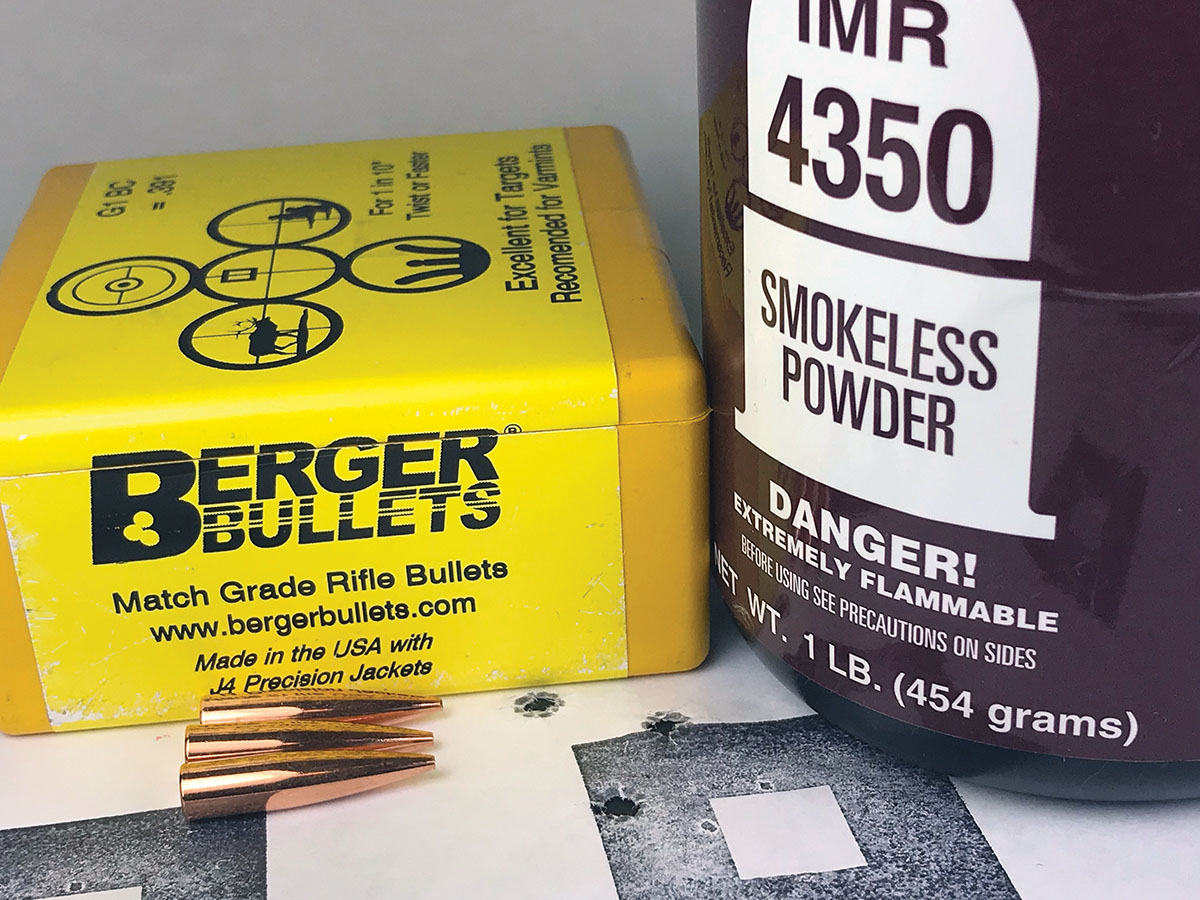 G1 BC
= .391
For 1 in 10"
Twist or Faster
Excellent for Targets
Recomended for Varmints
BERGER®
BULLETS
Match Grade Rifle Bullets
www.bergerbullets.com
Made in the USA with
J4 Precision Jackets
IMR
4350
SMOKELESS
POWDER
DANGER!
EXTREMELY FLAMMABLE
BEFORE USING SEE PRECAUTIONS ON SIDES
NET WT. 1 LB. (454 grams)